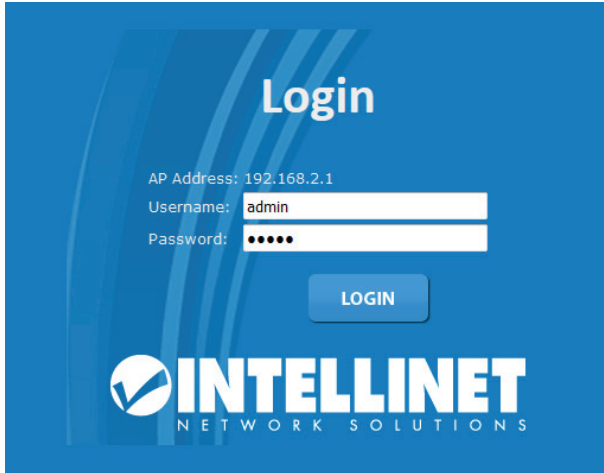 Login
AP Address: 192.168.2.1
Username: admin
Password: •••••
LOGIN
INTELLINET
NETWORK SOLUTIONS